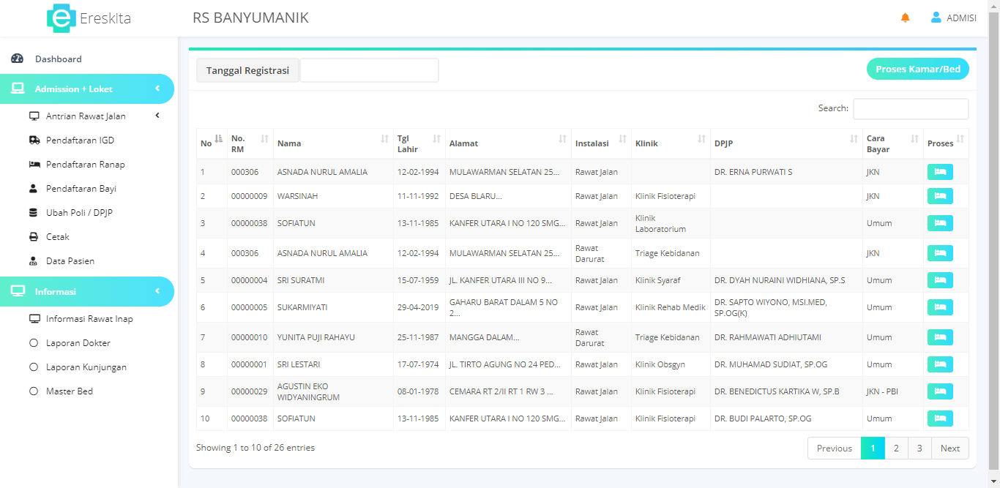 Ereskita
RS BANYUMANIK
ADMISI
Dashboard
Admission + Loket
Antrian Rawat Jalan
Pendaftaran IGD
Pendaftaran Ranap
Pendaftaran Bayi
Ubah Poli / DPJP
Cetak
Data Pasien
Informasi
Informasi Rawat Inap
Laporan Dokter
Laporan Kunjungan
Master Bed
Tanggal Registrasi
Proses Kamar/Bed
Search:
No No. RM Nama Tgl Lahir Alamat Instalasi Klinik DPJP Cara Bayar Proses
1 000306 ASNADA NURUL AMALIA 12-02-1994 MULAWARMAN SELATAN 25... Rawat Jalan DR. ERNA PURWATI S JKN
2 00000009 WARSINAH 11-11-1992 DESA BLARU... Rawat Jalan Klinik Fisioterapi JKN
3 00000038 SOFIATUN 13-11-1985 KANFER UTARA I NO 120 SMG... Rawat Jalan Klinik Laboratorium Umum
4 000306 ASNADA NURUL AMALIA 12-02-1994 MULAWARMAN SELATAN 25... Rawat Darurat Triage Kebidanan JKN
5 00000004 SRI SURATMI 15-07-1959 JL. KANFER UTARA III NO 9... Rawat Jalan Klinik Syaraf DR. DYAH NURAINI WIDHIANA, SP.S Umum
6 00000005 SUKARMIYATI 29-04-2019 GAHARU BARAT DALAM 5 NO 2... Rawat Jalan Klinik Rehab Medik DR. SAPTO WIYONO, MSI.MED, SP.OG(K) Umum
7 00000010 YUNITA PUJI RAHAYU 25-11-1987 MANGGA DALAM... Rawat Darurat Triage Kebidanan DR. RAHMAWATI ADHIUTAMI Umum
8 00000001 SRI LESTARI 17-07-1974 JL. TIRTO AGUNG NO 24 PED... Rawat Jalan Klinik Obsgyn DR. MUHAMAD SUDIAT, SP.OG Umum
9 00000029 AGUSTIN EKO WIDYANINGRUM 08-01-1978 CEMARA RT 2/II RT 1 RW 3 ... Rawat Jalan Klinik Fisioterapi DR. BENEDICTUS KARTIKA W, SP.B JKN - PBI
10 00000038 SOFIATUN 13-11-1985 KANFER UTARA I NO 120 SMG... Rawat Jalan Klinik Fisioterapi DR. BUDI PALARTO, SP.OG Umum
Showing 1 to 10 of 26 entries
Previous 1 2 3 Next